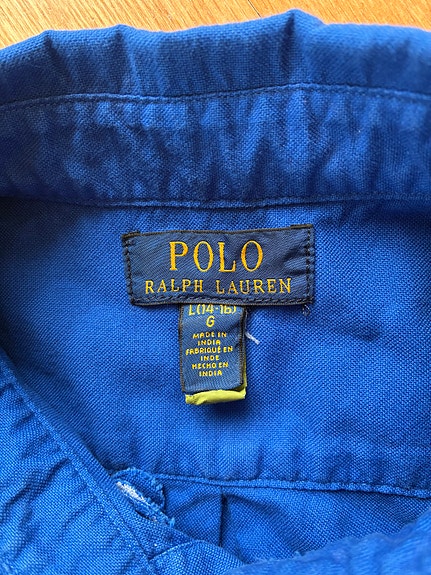 POLO
RALPH LAUREN
L(14-16)
G
MADE IN
INDIA
FABRIQUÉ EN
INDE
HECHO EN
INDIA